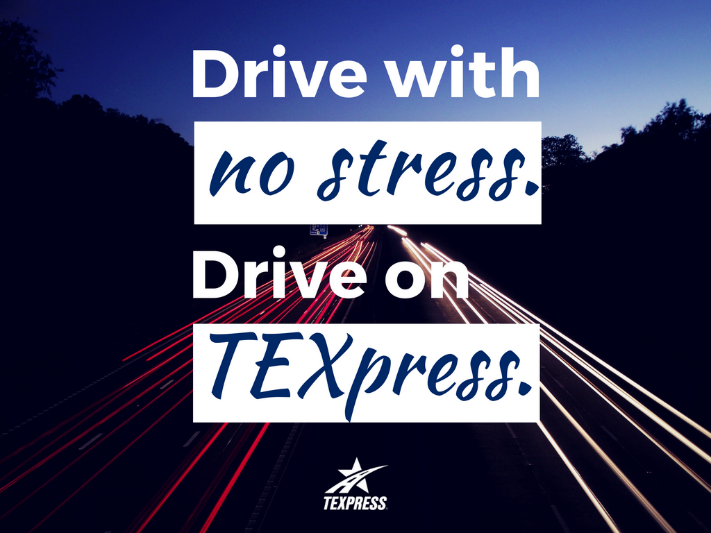 Drive with
no stress.
Drive on
TEXpress.
TEXPRESS